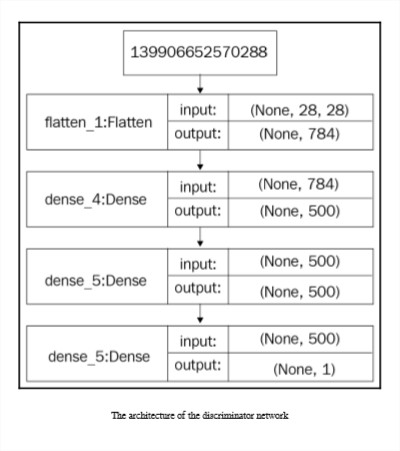 139906652570288
flatten_1:Flatten
input: (None, 28, 28)
output: (None, 784)
dense_4:Dense
input: (None, 784)
output: (None, 500)
dense_5:Dense
input: (None, 500)
output: (None, 500)
dense_5:Dense
input: (None, 500)
output: (None, 1)
The architecture of the discriminator network